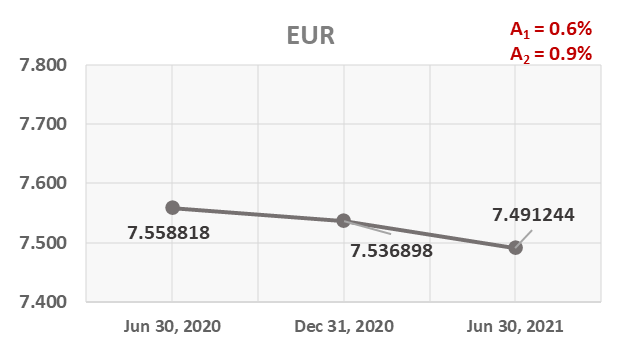 EUR
A₁ = 0.6%
A₂ = 0.9%
7.800
7.700
7.600
7.500
7.400
7.558818
7.536898
7.491244
Jun 30, 2020
Dec 31, 2020
Jun 30, 2021